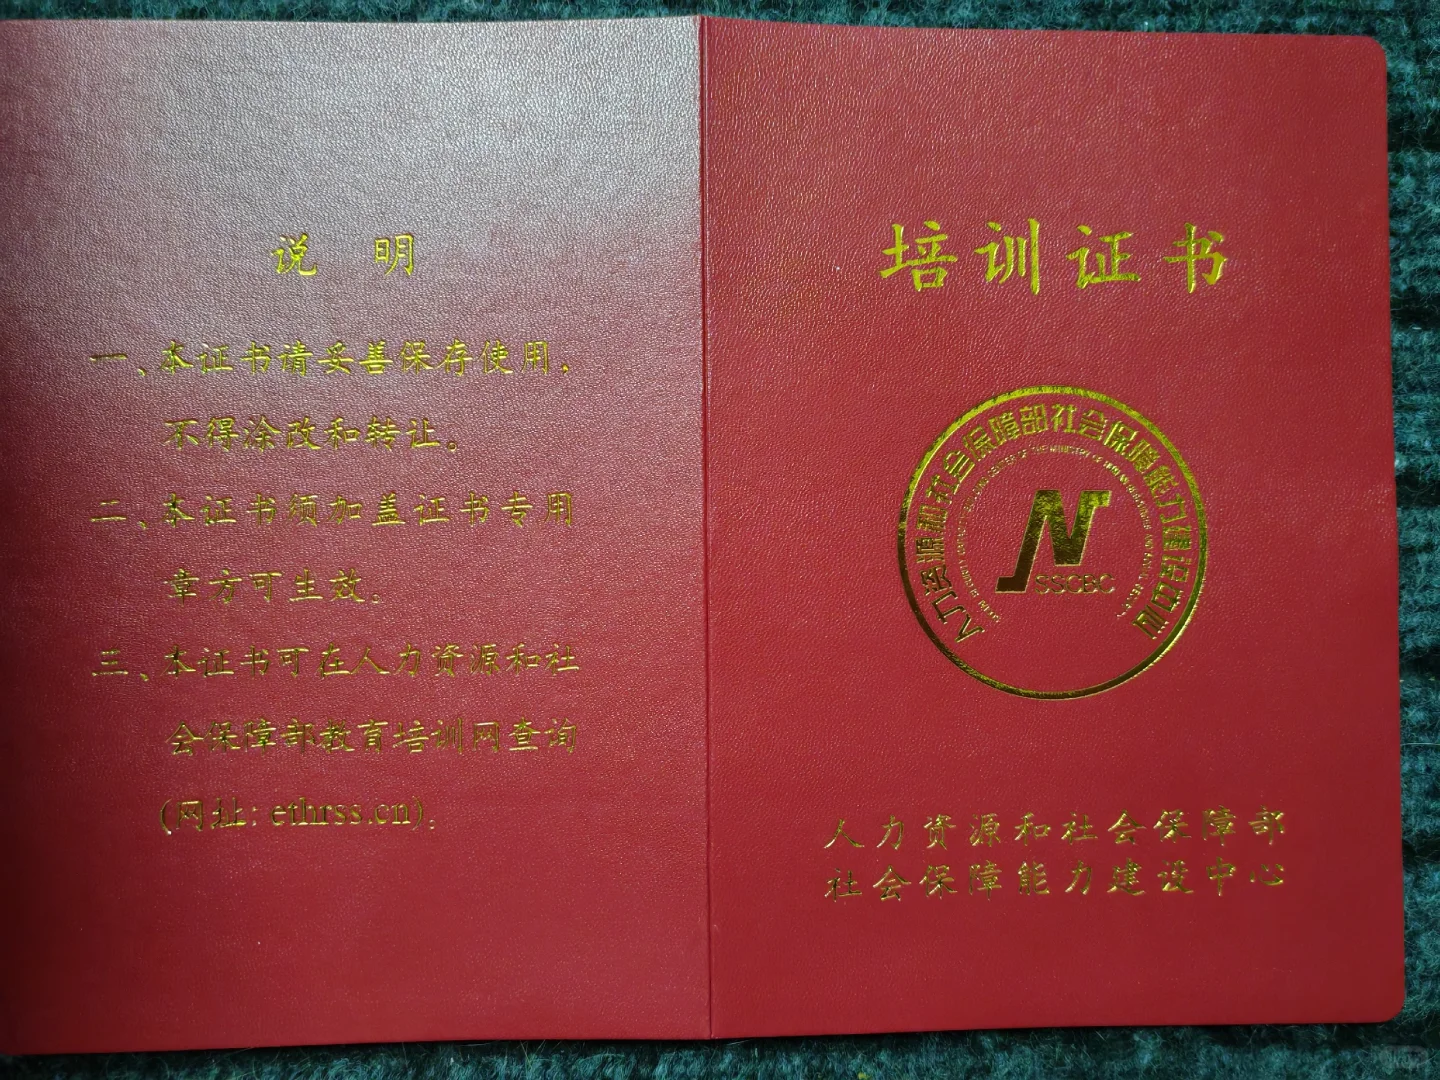 说 明
一、本证书请妥善保存使用，
不得涂改和转让。
二、本证书须加盖证书专用
章方可生效。
三、本证书可在人力资源和社
会保障部教育培训网查询
(网址: ethrss.cn)。
培训证书
人力资源和社会保障部社会保障能力建设中心
SSCBC
人力资源和社会保障部
社会保障能力建设中心